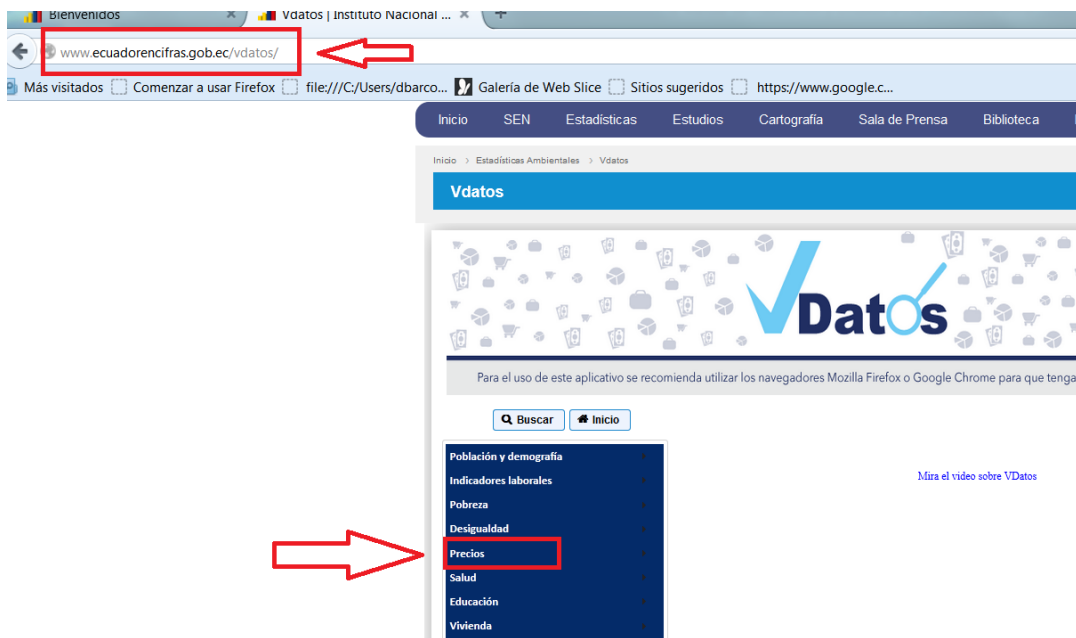 Bienvenidos
Vdatos | Instituto Nacional ...
www.ecuadorencifras.gob.ec/vdatos/
Más visitados Comenzar a usar Firefox file:///C:/Users/dbarco... Galería de Web Slice Sitios sugeridos https://www.google.c...
Inicio SEN Estadísticas Estudios Cartografía Sala de Prensa Biblioteca
Inicio > Estadísticas Ambientales > Vdatos
Vdatos
VDatos
Para el uso de este aplicativo se recomienda utilizar los navegadores Mozilla Firefox o Google Chrome para que tenga
Buscar Inicio
Población y demografía
Mira el video sobre VDatos
Indicadores laborales
Pobreza
Desigualdad
Precios
Salud
Educación
Vivienda